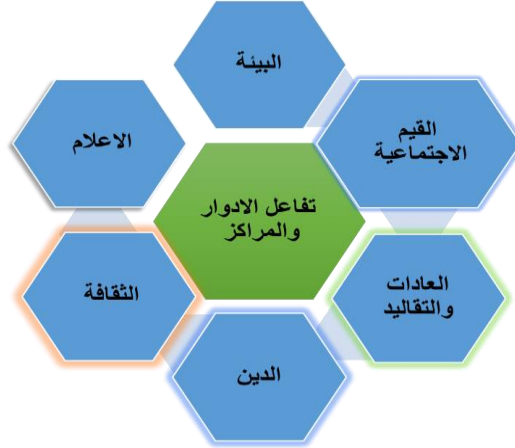 البيئة
القيم
الاجتماعية
العادات
والتقاليد
الدين
الثقافة
الاعلام
تفاعل الادوار
والمراكز